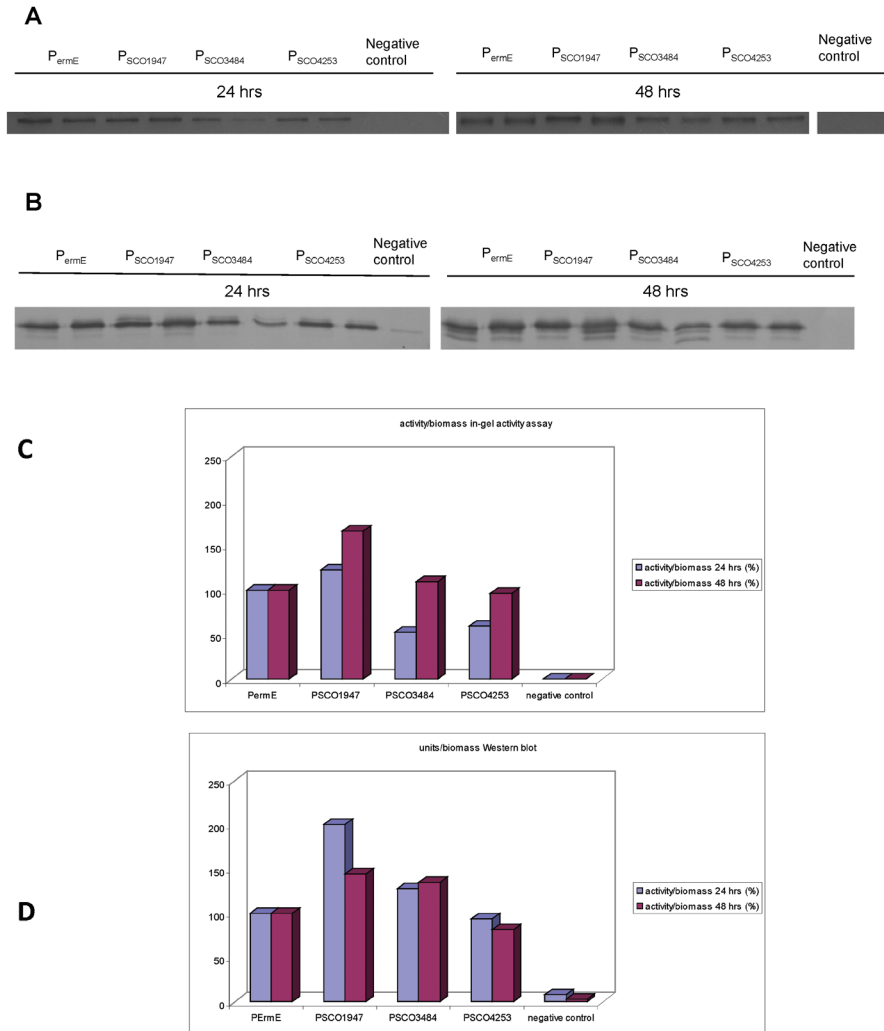 A
PermE PSCO1947 PSCO3484 PSCO4253 Negative control
24 hrs
PermE PSCO1947 PSCO3484 PSCO4253 Negative control
48 hrs
B
PermE PSCO1947 PSCO3484 PSCO4253 Negative control
24 hrs
PermE PSCO1947 PSCO3484 PSCO4253 Negative control
48 hrs
C
activity/biomass in-gel activity assay
250
200
150
100
50
0
PermE PSCO1947 PSCO3484 PSCO4253 negative control
activity/biomass 24 hrs (%)
activity/biomass 48 hrs (%)
D
units/biomass Western blot
250
200
150
100
50
0
PErmE PSCO1947 PSCO3484 PSCO4253 negative control
activity/biomass 24 hrs (%)
activity/biomass 48 hrs (%)